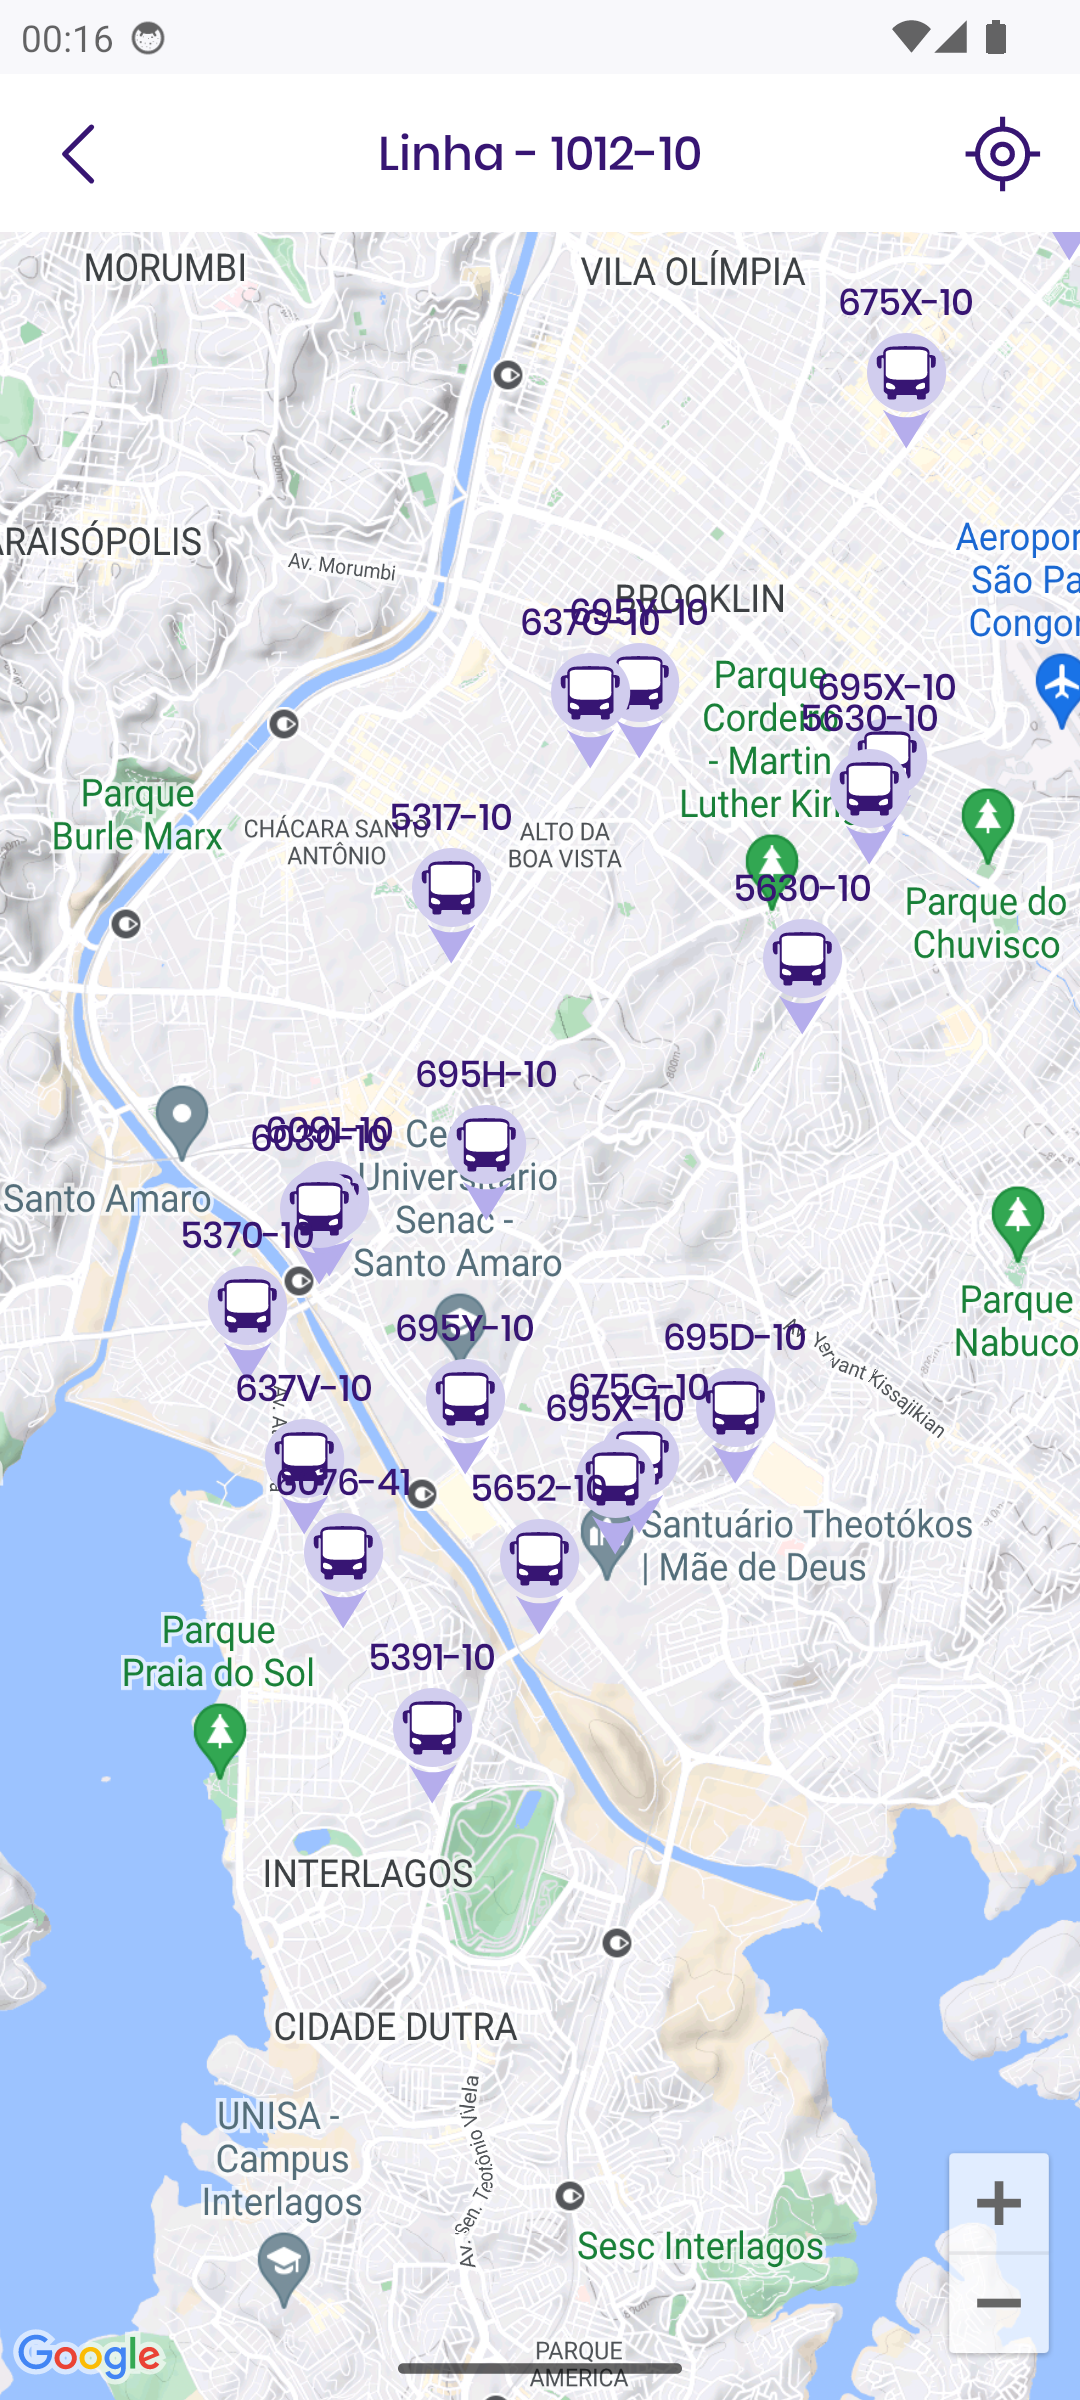 00:16
Linha - 1012-10
MORUMBI
VILA OLÍMPIA
675X-10
ARAISÓPOLIS
Av. Morumbi
Aeropor
São Pa
Congon
BROOKLIN
695Y-10
637G-10
Parque
Cordeiro
- Martin
Luther Kin
695X-10
5630-10
Parque
Burle Marx
CHÁCARA SANTO
ANTÔNIO
5317-10
ALTO DA
BOA VISTA
5630-10
Parque do
Chuvisco
800m
695H-10
6091-10
6030-10
Ce
Universitário
Senac -
Santo Amaro
Santo Amaro
5370-10
Parque
Nabuco
695Y-10
695D-10
Av. Yervant Kissajikian
637V-10
675G-10
695X-10
6076-41
5652-10
Santuário Theotókos
| Mãe de Deus
Parque
Praia do Sol
5391-10
INTERLAGOS
CIDADE DUTRA
Av. Sen. Teotônio Vilela
UNISA -
Campus
Interlagos
Sesc Interlagos
Google
PARQUE
AMERICA